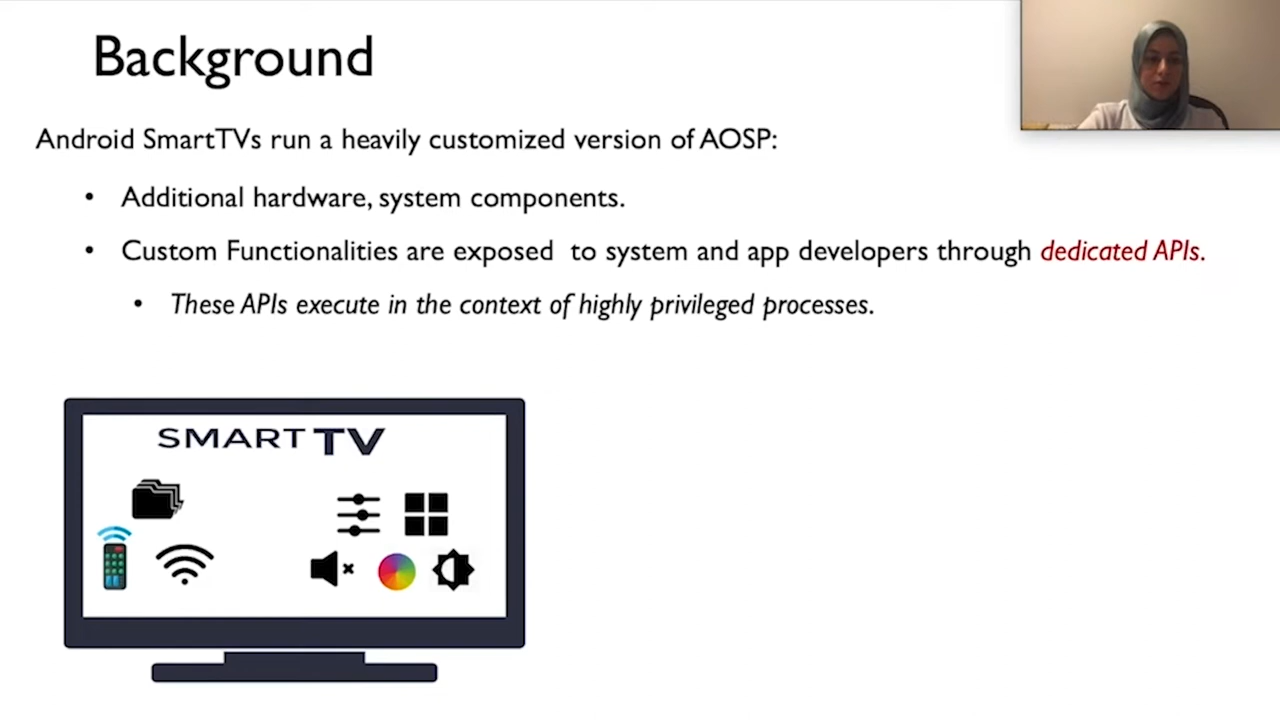 Background
Android SmartTVs run a heavily customized version of AOSP:
• Additional hardware, system components.
• Custom Functionalities are exposed to system and app developers through dedicated APIs.
• These APIs execute in the context of highly privileged processes.
SMART TV